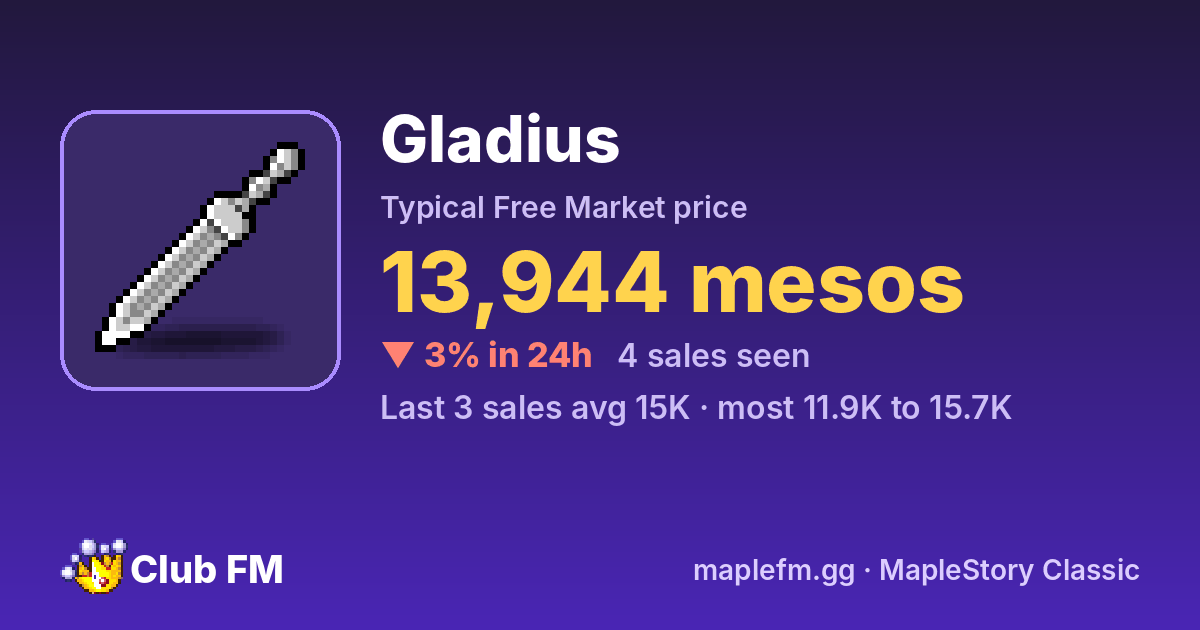 Gladius
Typical Free Market price
13,944 mesos
▼ 3% in 24h 4 sales seen
Last 3 sales avg 15K · most 11.9K to 15.7K
Club FM
maplefm.gg · MapleStory Classic